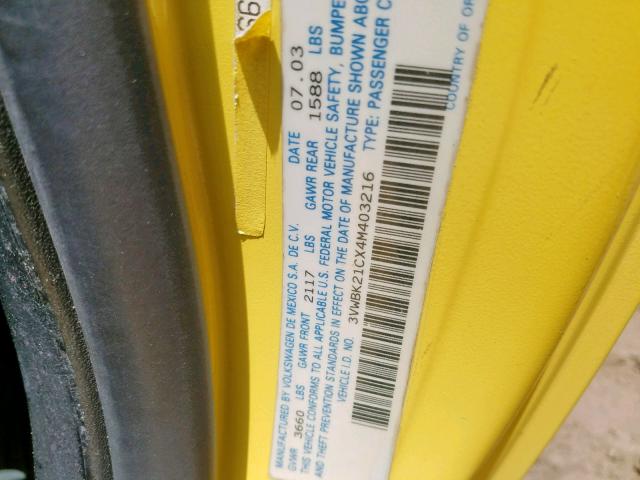 MANUFACTURED BY VOLKSWAGEN DE MEXICO S.A. DE C.V. DATE 07.03
GVWR 3660 LBS GAWR FRONT 2117 LBS GAWR REAR 1588 LBS
THIS VEHICLE CONFORMS TO ALL APPLICABLE U.S. FEDERAL MOTOR VEHICLE SAFETY, BUMPE
AND THEFT PREVENTION STANDARDS IN EFFECT ON THE DATE OF MANUFACTURE SHOWN ABO
VEHICLE I.D. NO. 3VWBK21CX4M403216 TYPE: PASSENGER C
COUNTRY OF OR